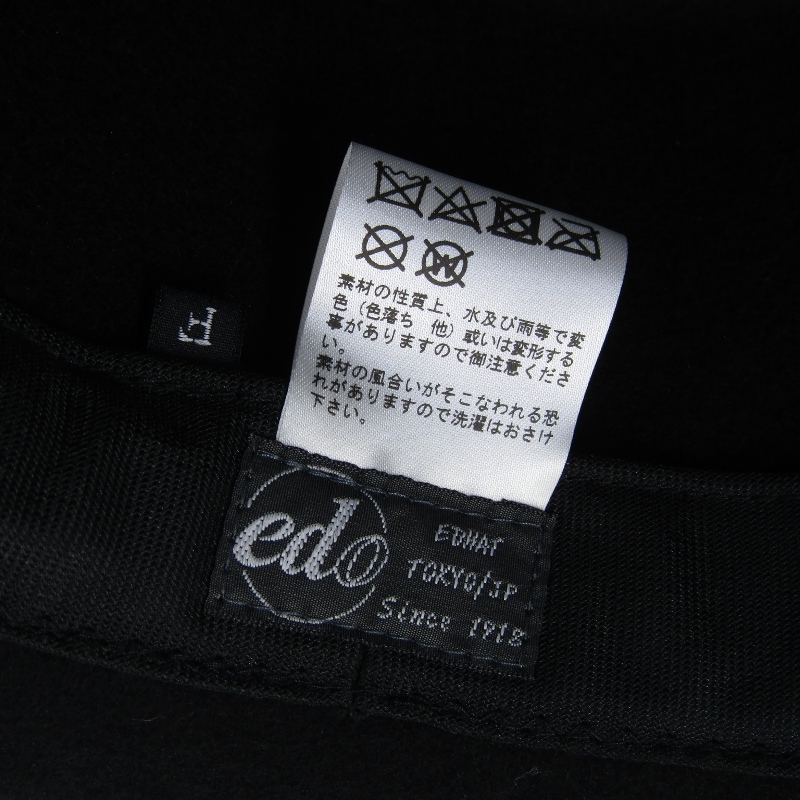 素材の性質上、水及び雨等で変
色（色落ち　他）或いは変形する
事がありますので御注意くださ
い。
素材の風合いがそこなわれる恐
れがありますので洗濯はおさけ
下さい。
edo
EDHAT
TOKYO/JP
Since 1918